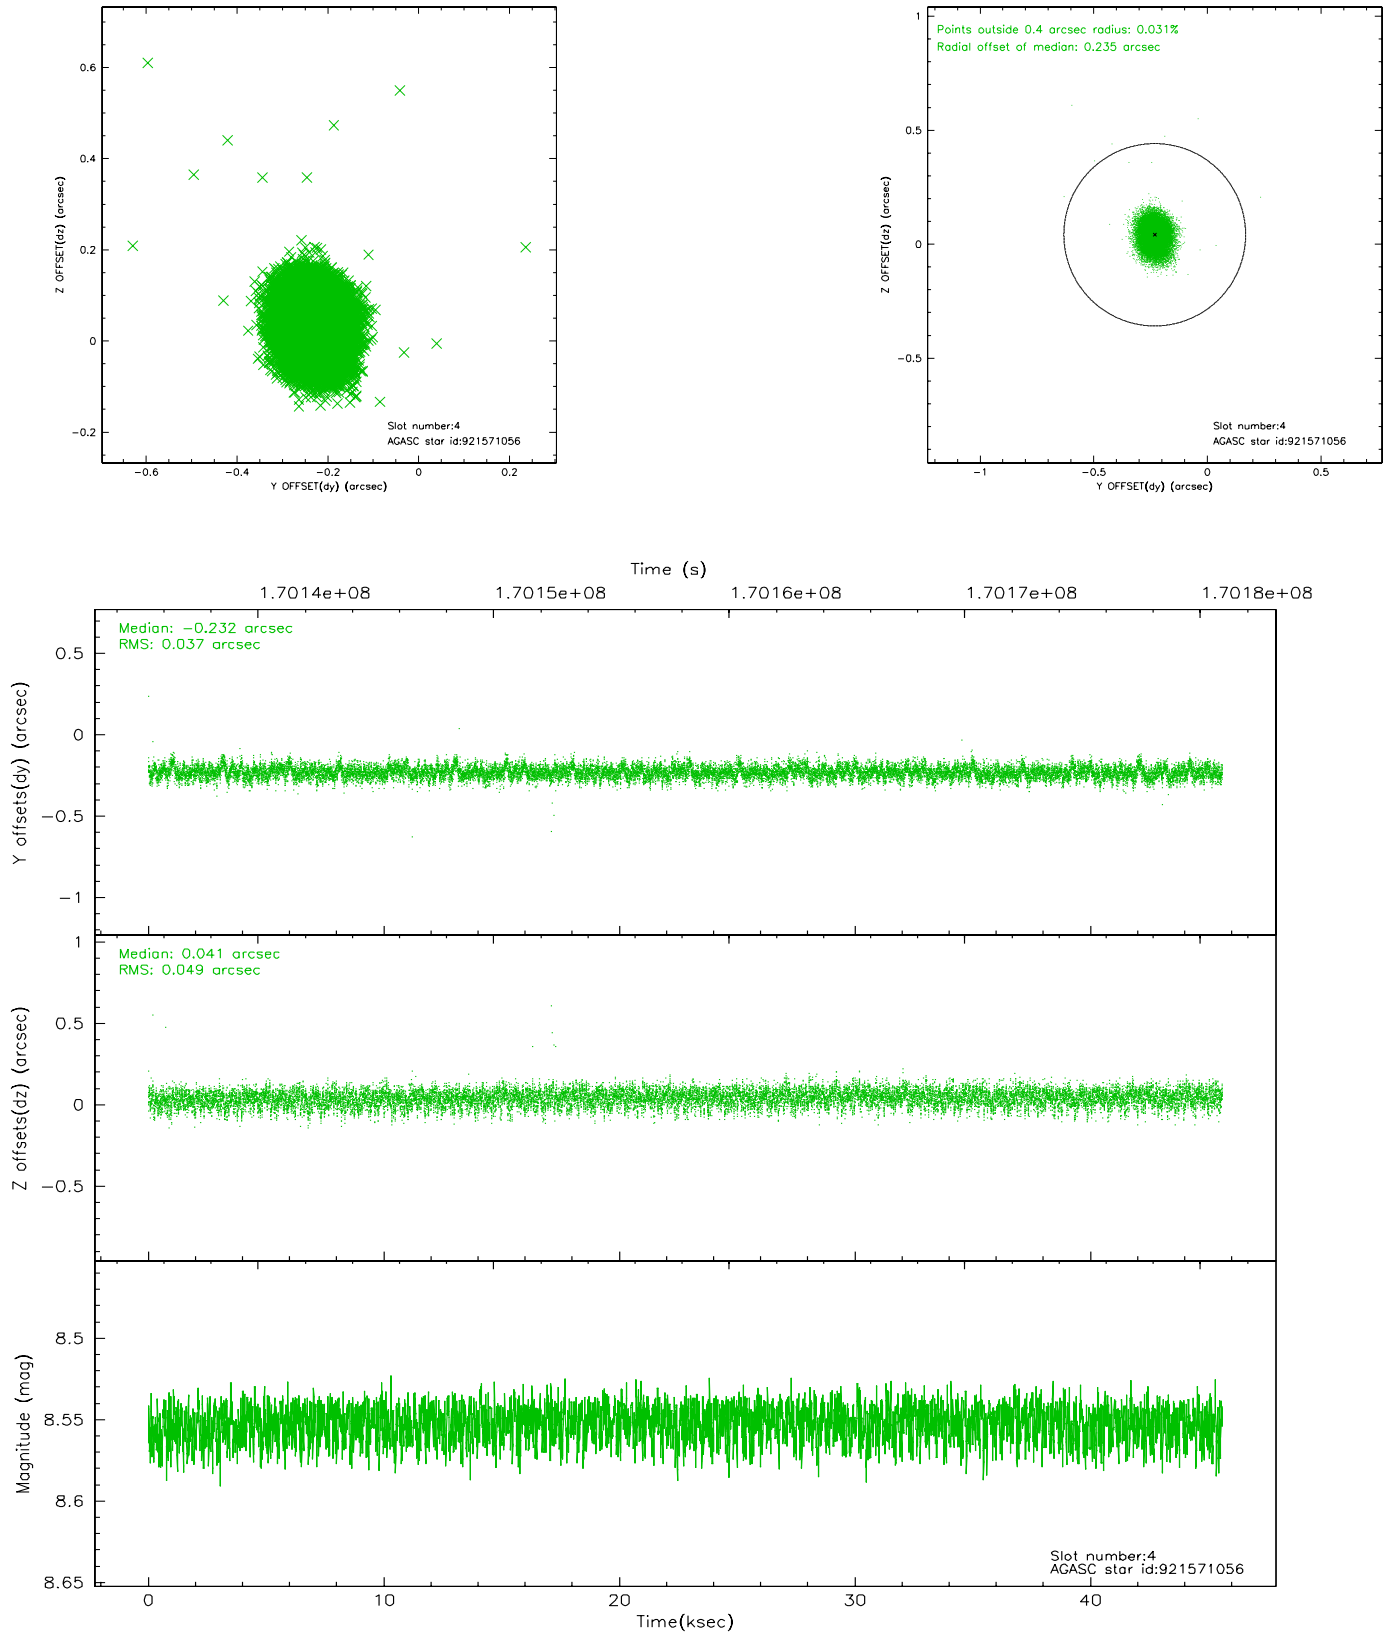 0.6
0.4
0.2
0
−0.2
Z OFFSET(dz) (arcsec)
Slot number:4
AGASC star id:921571056
−0.6
−0.4
−0.2
0
0.2
Y OFFSET(dy) (arcsec)
Points outside 0.4 arcsec radius: 0.031%
Radial offset of median: 0.235 arcsec
1
0.5
0
−0.5
Z OFFSET(dz) (arcsec)
Slot number:4
AGASC star id:921571056
−1
−0.5
0
0.5
Y OFFSET(dy) (arcsec)
Time (s)
1.7014e+08
1.7015e+08
1.7016e+08
1.7017e+08
1.7018e+08
Median: −0.232 arcsec
RMS: 0.037 arcsec
0.5
0
−0.5
−1
Y offsets(dy) (arcsec)
Median: 0.041 arcsec
RMS: 0.049 arcsec
1
0.5
0
−0.5
Z offsets(dz) (arcsec)
8.5
8.55
8.6
8.65
Magnitude (mag)
Slot number:4
AGASC star id:921571056
0
10
20
30
40
Time(ksec)